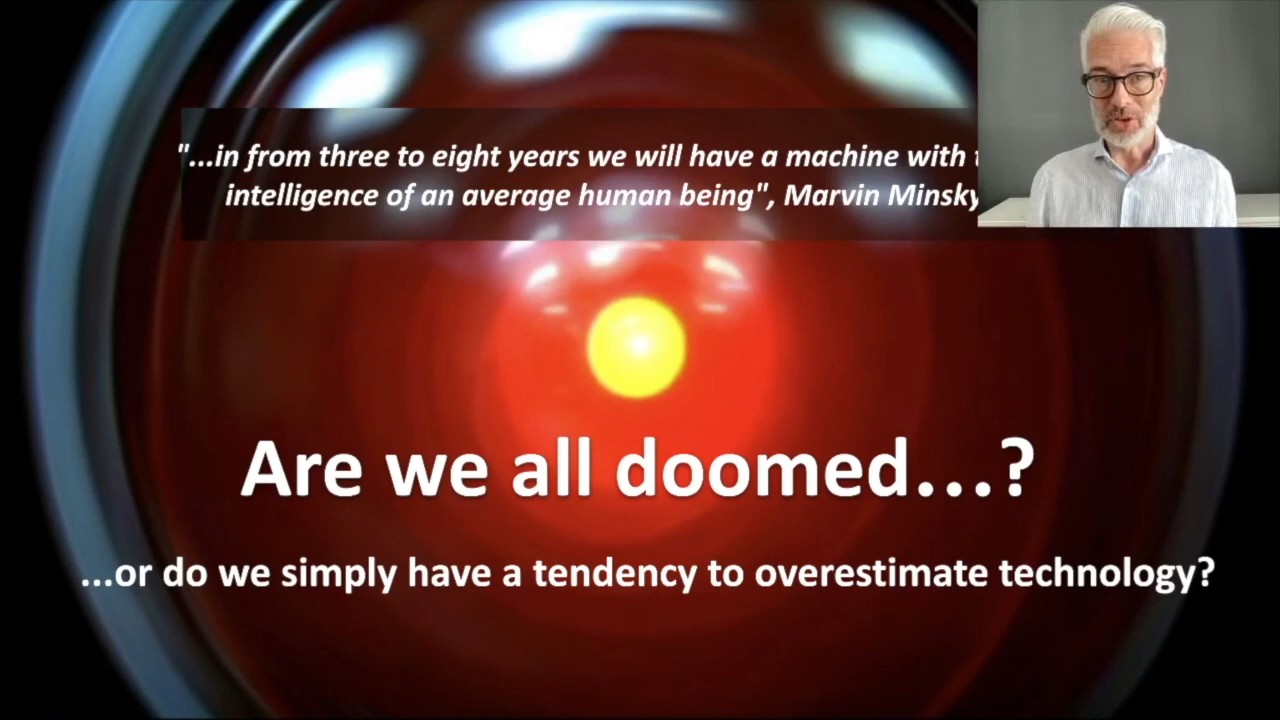 "...in from three to eight years we will have a machine with
intelligence of an average human being", Marvin Minsky
Are we all doomed...?
...or do we simply have a tendency to overestimate technology?